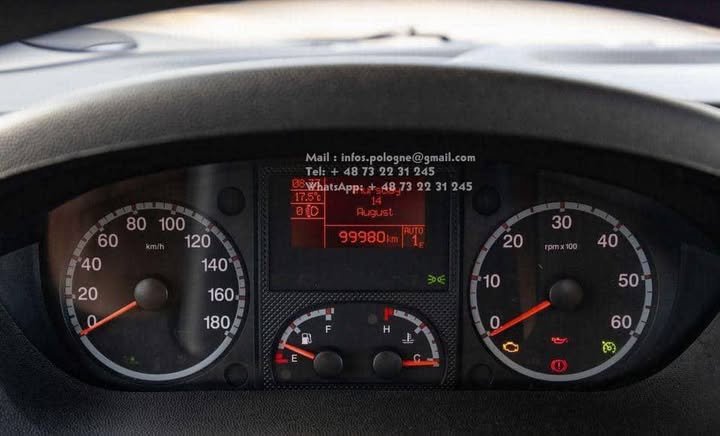 Mail : infos.pologne@gmail.com
Tel: + 48 73 22 31 245
WhatsApp: + 48 73 22 31 245
17.5°c
14
0
August
99980km
AUTO
1E
0 20 40 60 80 100 120 140 160 180
km/h
F
E
H
C
0 10 20 30 40 50 60
rpm x 100